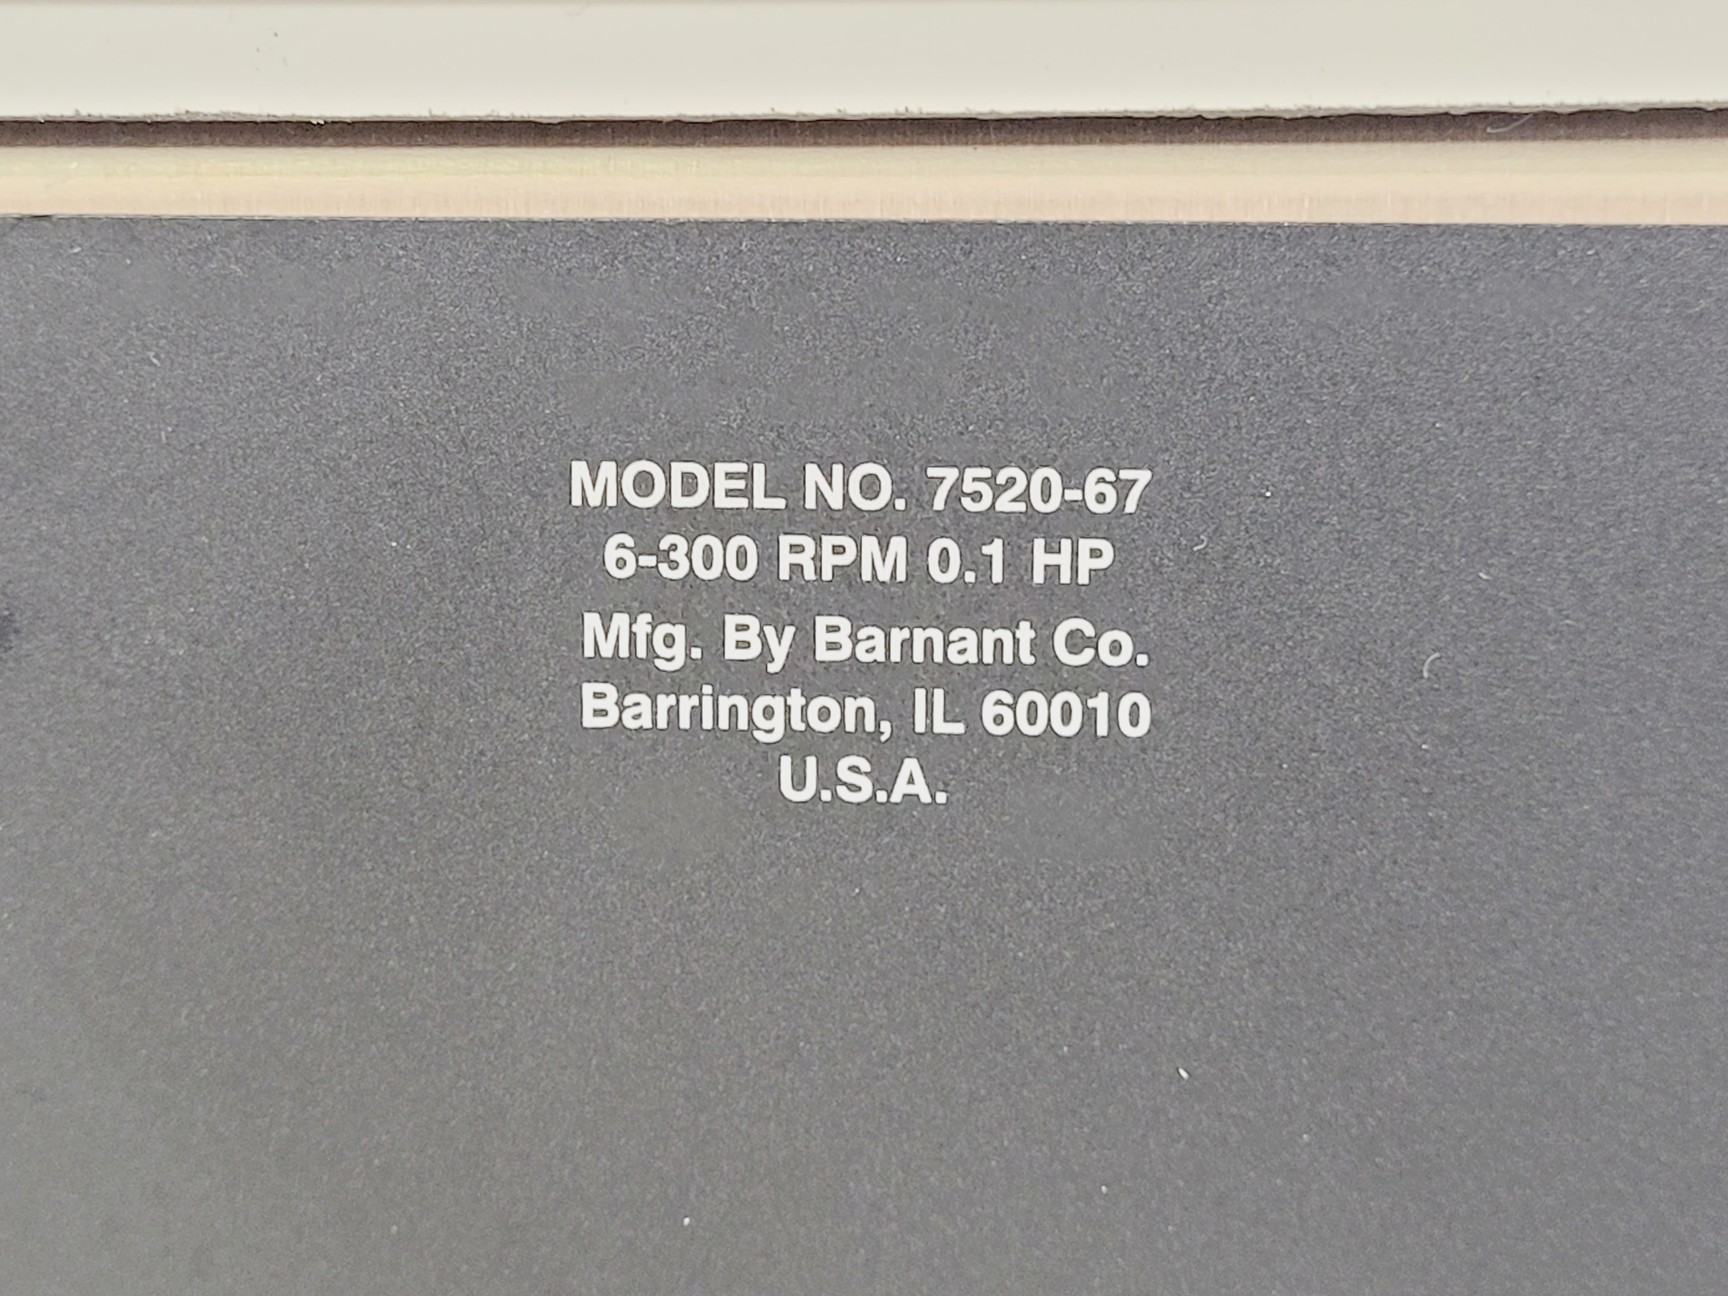 MODEL NO. 7520-67
6-300 RPM 0.1 HP
Mfg. By Barnant Co.
Barrington, IL 60010
U.S.A.